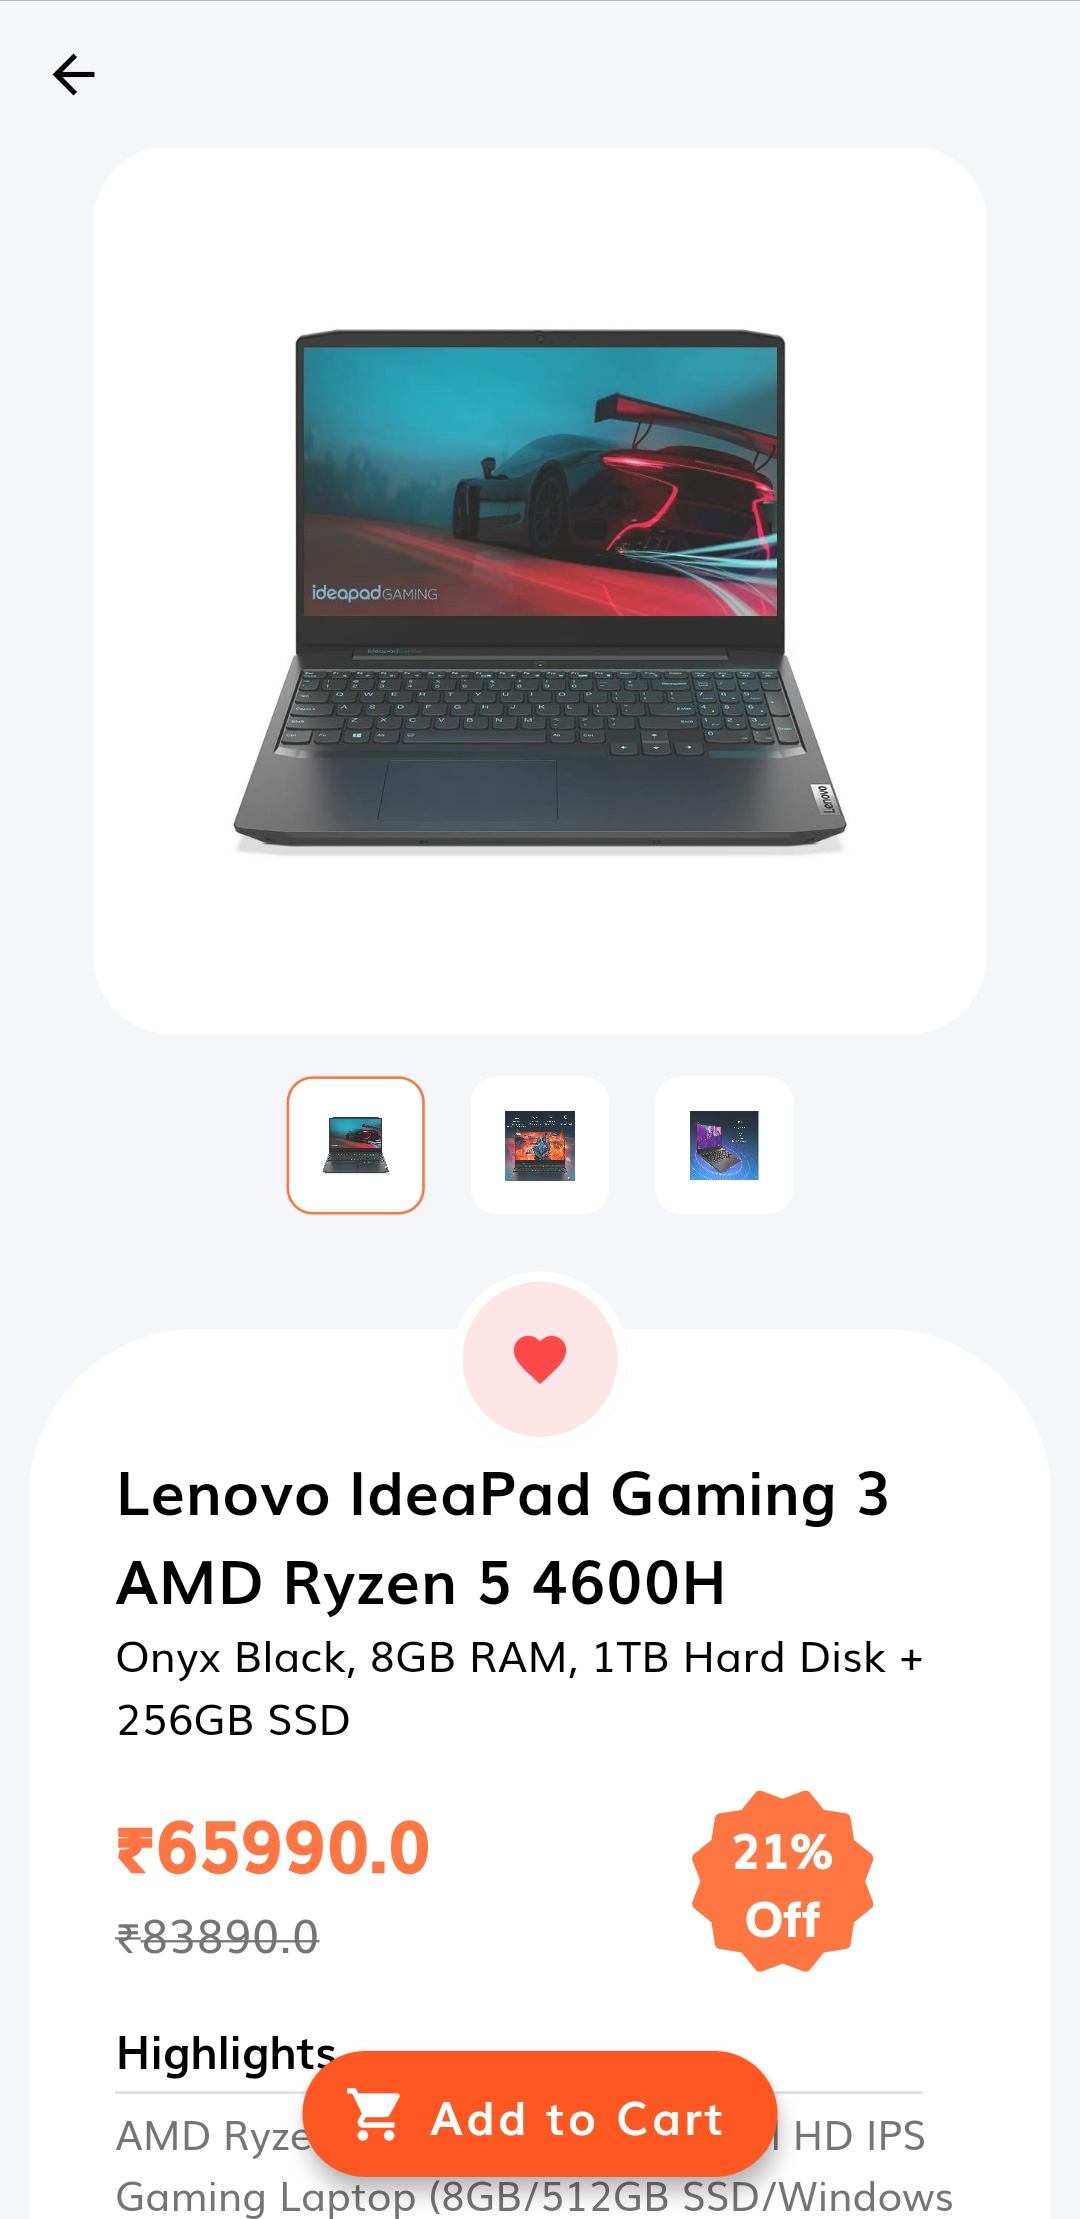 ideapadGAMING
Lenovo
Lenovo IdeaPad Gaming 3
AMD Ryzen 5 4600H
Onyx Black, 8GB RAM, 1TB Hard Disk +
256GB SSD
₹65990.0
21%
Off
₹83890.0
Highlights
AMD HD IPS
Add to Cart
Gaming Laptop (8GB/512GB SSD/Windows